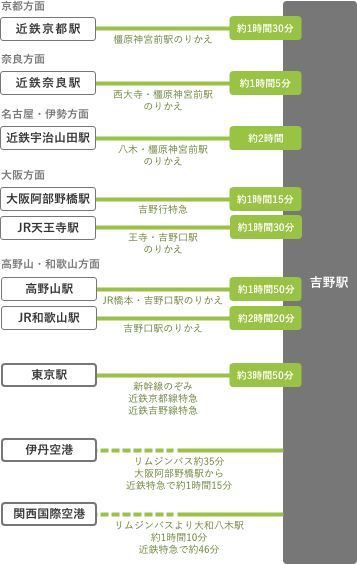 京都方面
近鉄京都駅
約1時間30分
橿原神宮前駅のりかえ
奈良方面
近鉄奈良駅
約1時間5分
西大寺・橿原神宮前駅
のりかえ
名古屋・伊勢方面
近鉄宇治山田駅
約2時間
八木・橿原神宮前駅
のりかえ
大阪方面
大阪阿部野橋駅
約1時間15分
吉野行特急
JR天王寺駅
約1時間30分
王寺・吉野口駅
のりかえ
高野山・和歌山方面
高野山駅
約1時間50分
JR橋本・吉野口駅のりかえ
JR和歌山駅
約2時間20分
吉野口駅のりかえ
吉野駅
東京駅
約3時間50分
新幹線のぞみ
近鉄京都線特急
近鉄吉野線特急
伊丹空港
リムジンバス約35分
大阪阿部野橋駅から
近鉄特急で約1時間15分
関西国際空港
リムジンバスより大和八木駅
約1時間10分
近鉄特急で約46分